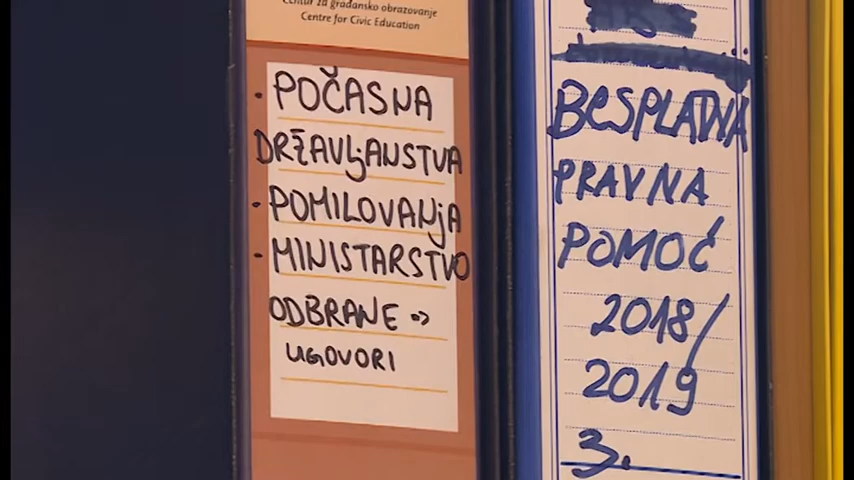 Centar za građansko obrazovanje
Centre for Civic Education
• POČASNA
DRŽAVLJANSTVA
• POMILOVANjA
• MINISTARSTVO
ODBRANE =>
UGOVORI
BESPLATNA
PRAVNA
POMOĆ
2018/
2019
3.